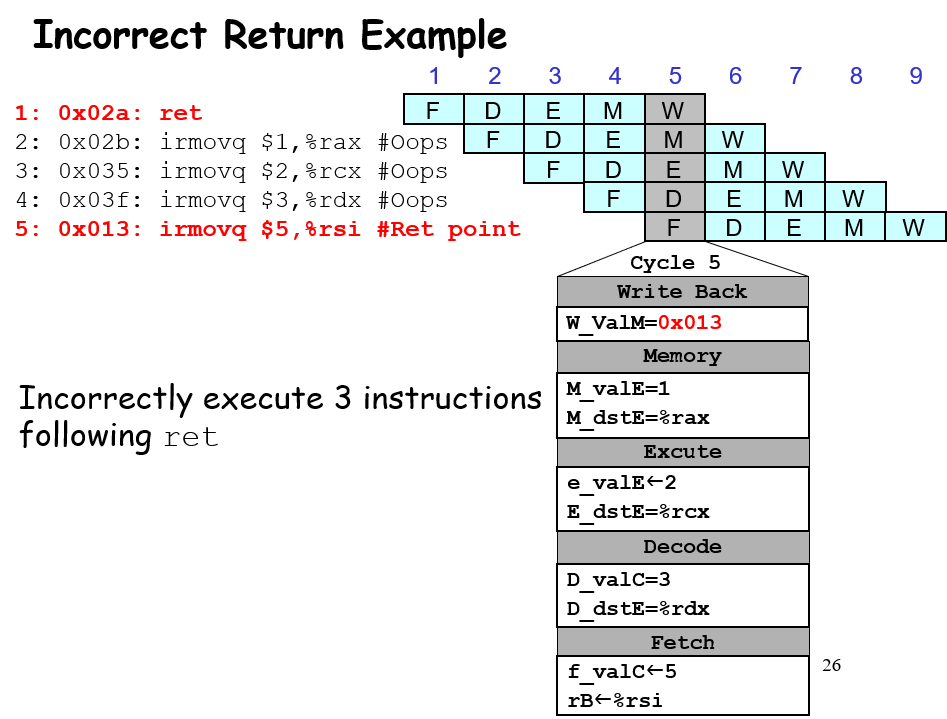 Incorrect Return Example
1 2 3 4 5 6 7 8 9
1: 0x02a: ret F D E M W
2: 0x02b: irmovq $1,%rax #Oops F D E M W
3: 0x035: irmovq $2,%rcx #Oops F D E M W
4: 0x03f: irmovq $3,%rdx #Oops F D E M W
5: 0x013: irmovq $5,%rsi #Ret point F D E M W
Cycle 5
Write Back
W_ValM=0x013
Memory
M_valE=1
M_dstE=%rax
Excute
e_valE←2
E_dstE=%rcx
Decode
D_valC=3
D_dstE=%rdx
Fetch
f_valC←5
rB←%rsi
Incorrectly execute 3 instructions
following ret
26